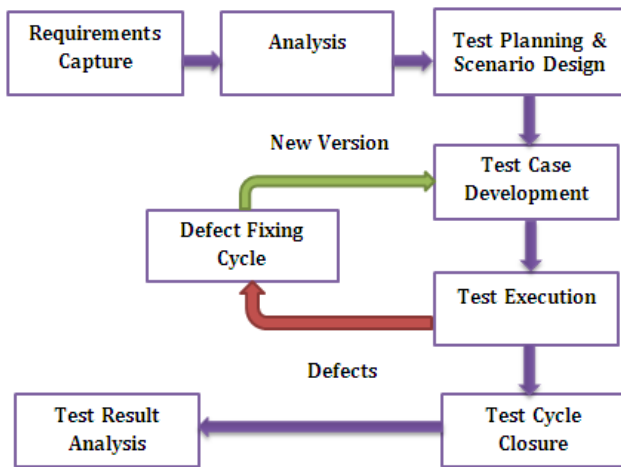 Requirements
Capture
Analysis
Test Planning &
Scenario Design
New Version
Test Case
Development
Defect Fixing
Cycle
Test Execution
Defects
Test Result
Analysis
Test Cycle
Closure